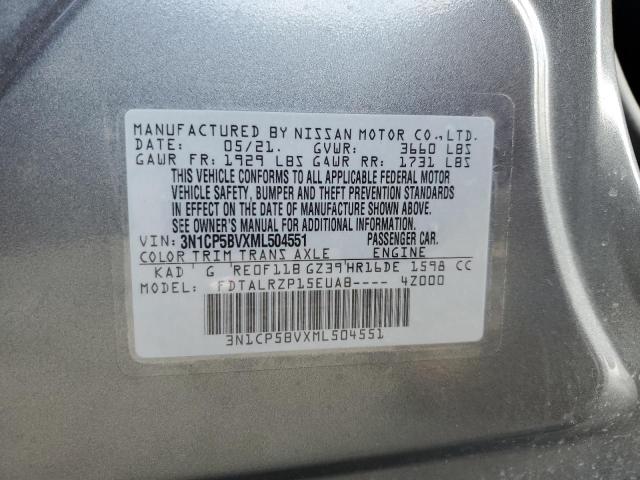 MANUFACTURED BY NISSAN MOTOR CO.,LTD.
DATE: 05/21. GVWR: 3660 LBS
GAWR FR: 1929 LBS GAWR RR: 1731 LBS
THIS VEHICLE CONFORMS TO ALL APPLICABLE FEDERAL MOTOR
VEHICLE SAFETY, BUMPER AND THEFT PREVENTION STANDARDS
IN EFFECT ON THE DATE OF MANUFACTURE SHOWN ABOVE.
SEE OWNER'S MANUAL FOR ADDITIONAL INFORMATION.
VIN: 3N1CP5BVXML504551 PASSENGER CAR.
COLOR TRIM TRANS AXLE ENGINE
KAD G RE0F11B GZ39 HR16DE 1598 CC
MODEL FDTALRZP15EUA8---- 4Z000
3N1CP5BVXML504551